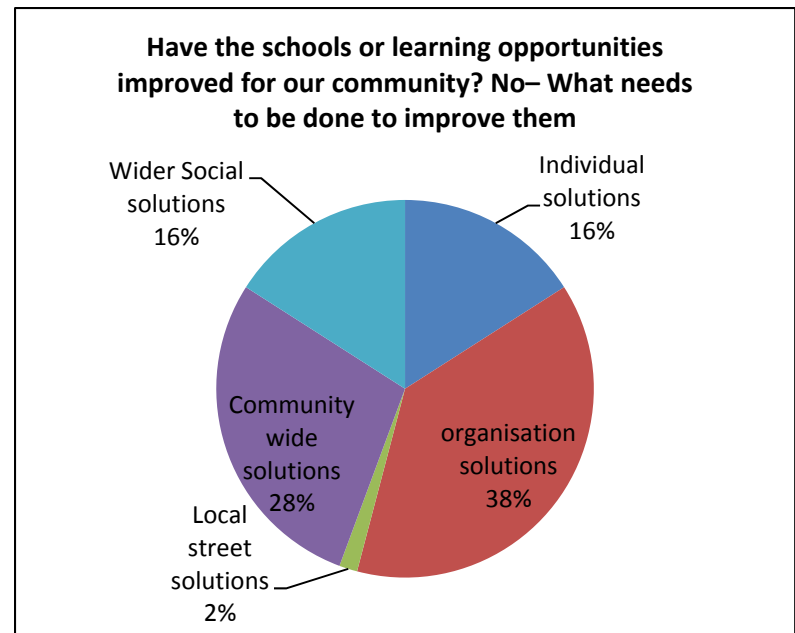 Have the schools or learning opportunities
improved for our community? No– What needs
to be done to improve them
Wider Social
solutions
16%
Individual
solutions
16%
Community
wide
solutions
28%
organisation
solutions
38%
Local
street
solutions
2%